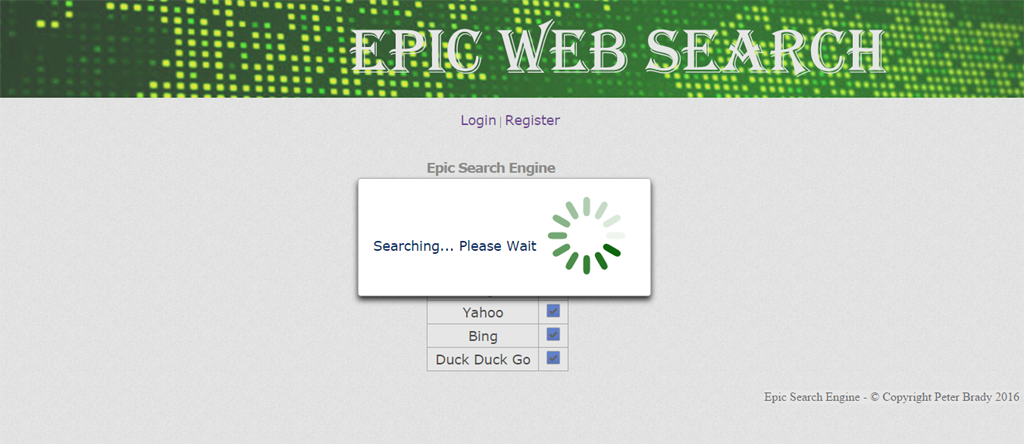 EPIC WEB SEARCH
Login | Register
Epic Search Engine
Searching... Please Wait
Yahoo
Bing
Duck Duck Go
Epic Search Engine - © Copyright Peter Brady 2016